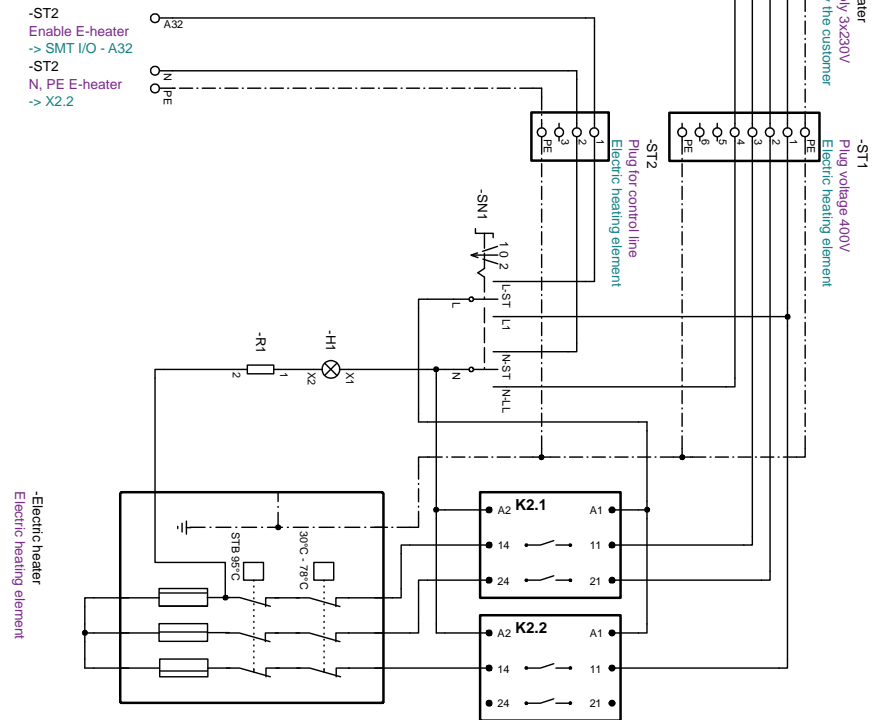 -ST2
Enable E-heater
-> SMT I/O - A32
-ST2
N, PE E-heater
-> X2.2
A32
N
PE
3x230V
the customer
-ST1
Plug voltage 400V
Electric heating element
PE
6
5
4
3
2
1
PE
-ST2
Plug for control line
Electric heating element
PE
3
2
1
-SN1
1 0 2
L
L-ST
L1
N
N-ST
N-LL
-H1
X2
X1
-R1
2
1
-Electric heater
Electric heating element
STB 95°C
30°C - 78°C
K2.1
A2
A1
14
11
24
21
K2.2
A2
A1
14
11
24
21